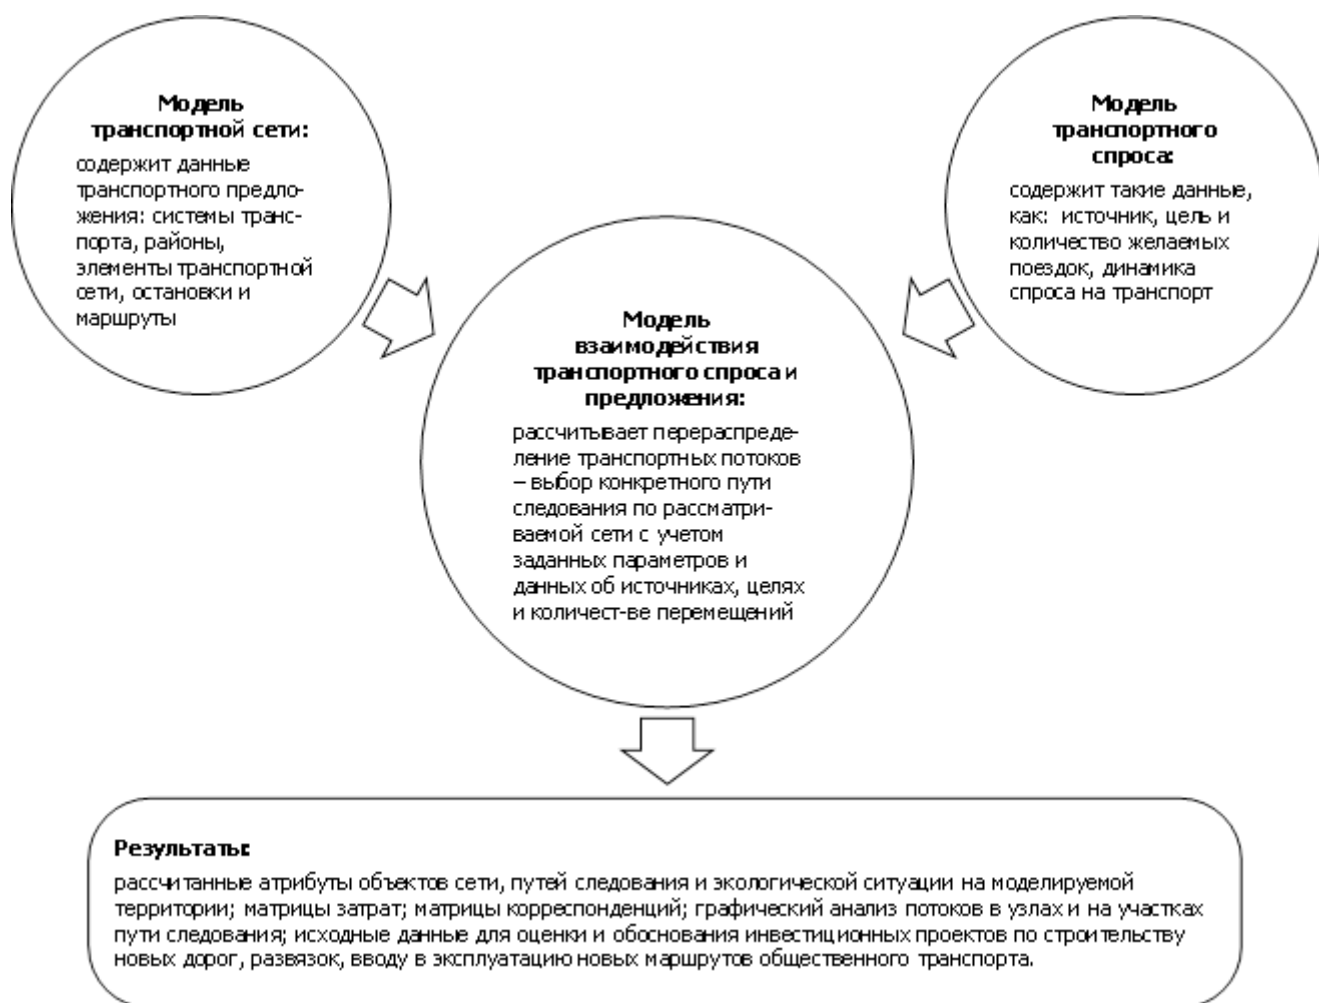 Модель
транспортной сети:
содержит данные
транспортного предло-
жения: системы транс-
порта, районы,
элементы транспортной
сети, остановки и
маршруты
Модель
транспортного
спроса:
содержит такие данные,
как: источник, цель и
количество желаемых
поездок, динамика
спроса на транспорт
Модель
взаимодействия
транспортного спроса и
предложения:
рассчитывает перераспреде-
ление транспортных потоков
– выбор конкретного пути
следования по рассматри-
ваемой сети с учетом
заданных параметров и
данных об источниках, целях
и количест-ве перемещений
Результаты:
рассчитанные атрибуты объектов сети, путей следования и экологической ситуации на моделируемой
территории; матрицы затрат; матрицы корреспонденций; графический анализ потоков в узлах и на участках
пути следования; исходные данные для оценки и обоснования инвестиционных проектов по строительству
новых дорог, развязок, вводу в эксплуатацию новых маршрутов общественного транспорта.